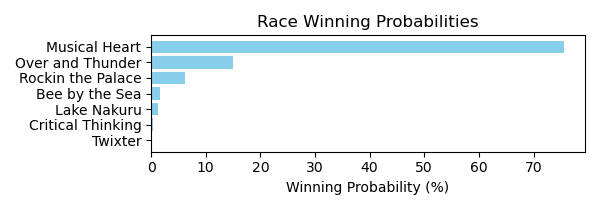 Race Winning Probabilities
Musical Heart
Over and Thunder
Rockin the Palace
Bee by the Sea
Lake Nakuru
Critical Thinking
Twixter
0 10 20 30 40 50 60 70
Winning Probability (%)